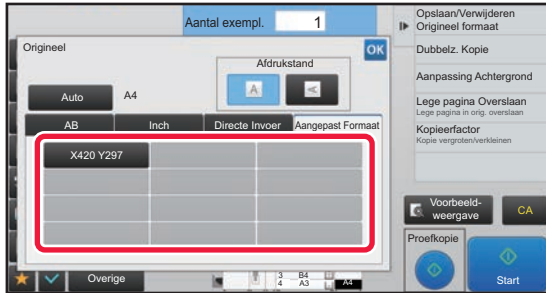 Aantal exempl. 1
Origineel
OK
Afdrukstand
A
A
Auto
A4
AB
Inch
Directe Invoer
Aangepast Formaat
X420 Y297
Overige
3 B4
4 A3
A4
Opslaan/Verwijderen
Origineel formaat
Dubbelz. Kopie
Aanpassing Achtergrond
Lege pagina Overslaan
Lege pagina in orig. overslaan
Kopieerfactor
Kopie vergroten/verkleinen
Voorbeeld-
weergave
CA
Proefkopie
Start